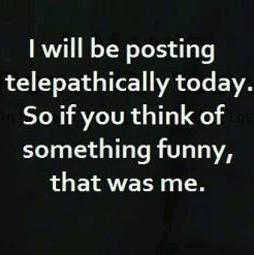 I will be posting
telepathically today.
So if you think of
something funny,
that was me.